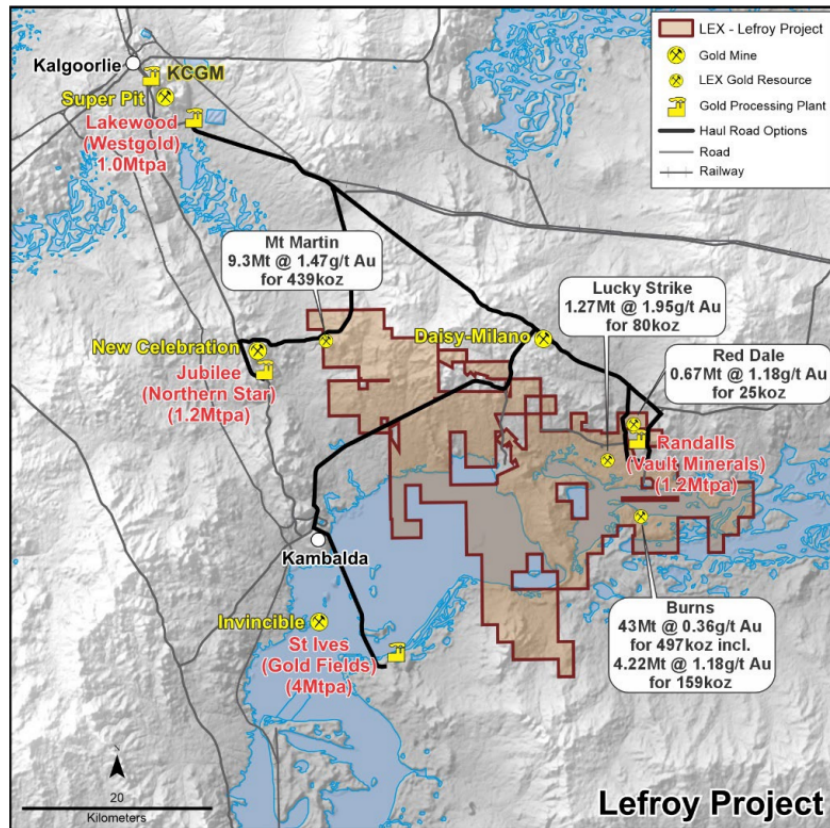 Kalgoorlie
KCGM
Super Pit
Lakewood
(Westgold)
1.0Mtpa
LEX - Lefroy Project
Gold Mine
LEX Gold Resource
Gold Processing Plant
Haul Road Options
Road
Railway
Mt Martin
9.3Mt @ 1.47g/t Au
for 439koz
Lucky Strike
1.27Mt @ 1.95g/t Au
for 80koz
Daisy-Milano
New Celebration
Jubilee
(Northern Star)
(1.2Mtpa)
Red Dale
0.67Mt @ 1.18g/t Au
for 25koz
Randalls
(Vault Minerals)
(1.2Mtpa)
Kambalda
Invincible
St Ives
(Gold Fields)
(4Mtpa)
Burns
43Mt @ 0.36g/t Au
for 497koz incl.
4.22Mt @ 1.18g/t Au
for 159koz
N
20
Kilometers
Lefroy Project